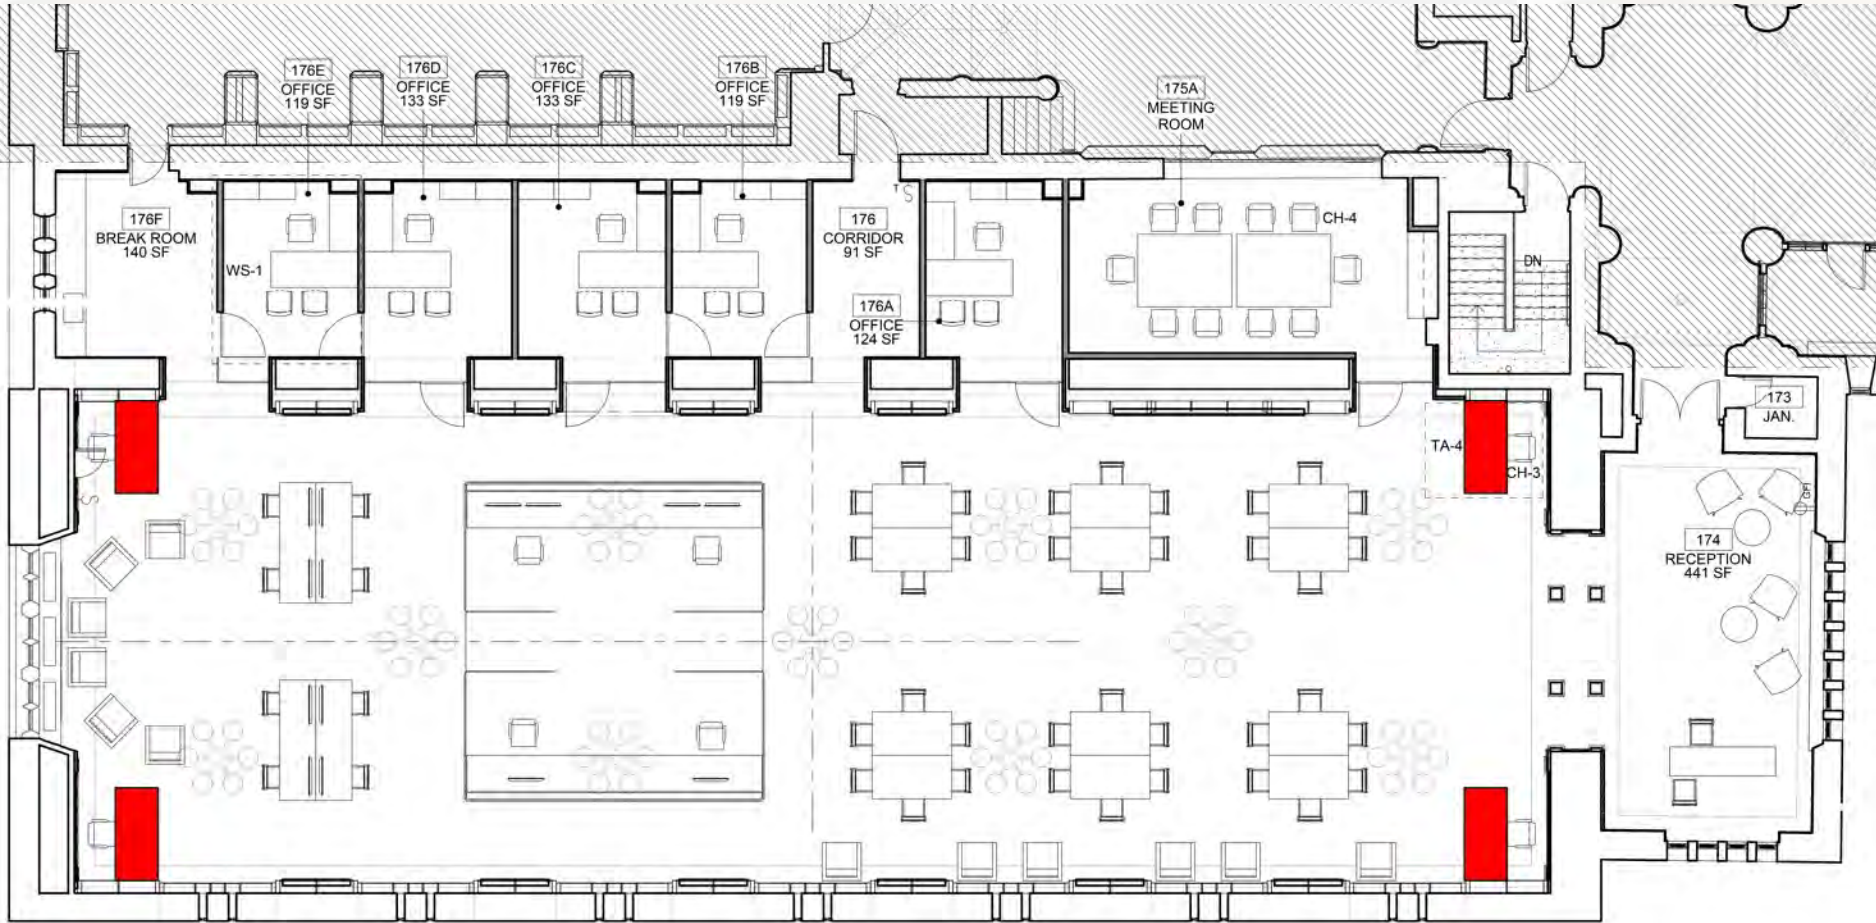 176E
OFFICE
119 SF
176D
OFFICE
133 SF
176C
OFFICE
133 SF
176B
OFFICE
119 SF
175A
MEETING
ROOM
176F
BREAK ROOM
140 SF
WS-1
176
CORRIDOR
91 SF
T
S
CH-4
DN
176A
OFFICE
124 SF
173
JAN.
TA-4
CH-3
S
GFI
174
RECEPTION
441 SF